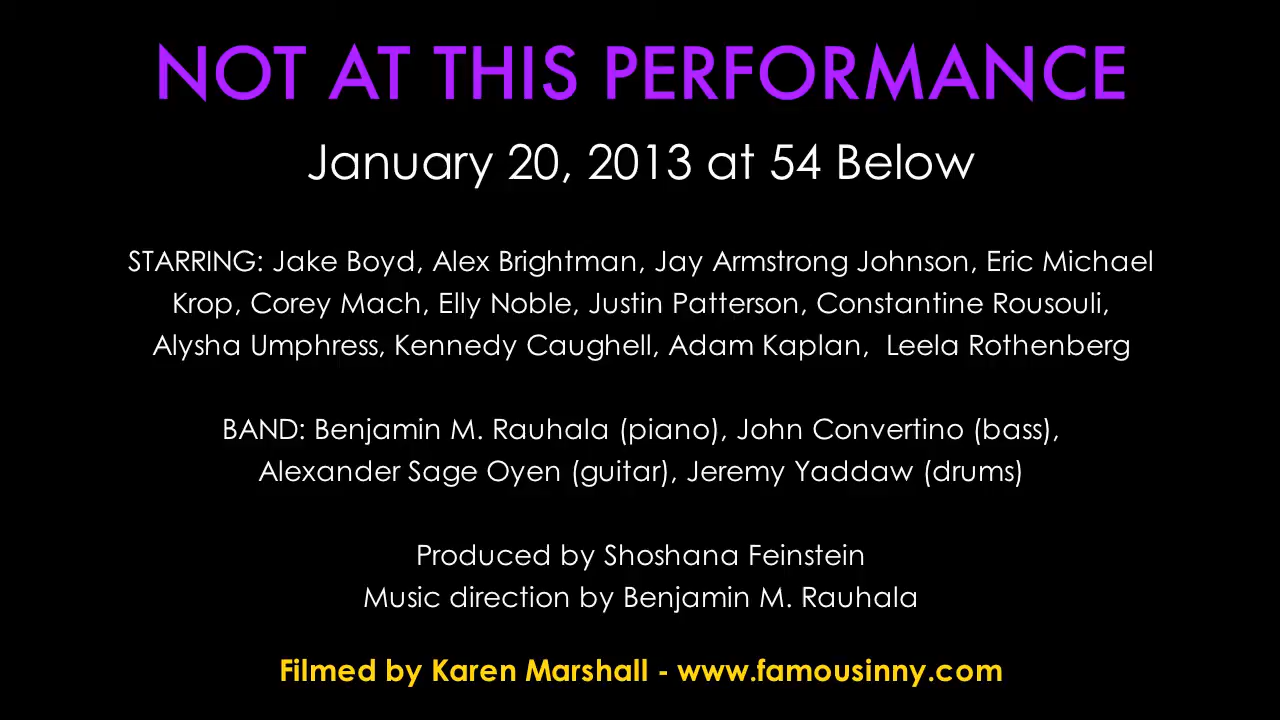 NOT AT THIS PERFORMANCE
January 20, 2013 at 54 Below
STARRING: Jake Boyd, Alex Brightman, Jay Armstrong Johnson, Eric Michael
Krop, Corey Mach, Elly Noble, Justin Patterson, Constantine Rousouli,
Alysha Umphress, Kennedy Caughell, Adam Kaplan,  Leela Rothenberg
BAND: Benjamin M. Rauhala (piano), John Convertino (bass),
Alexander Sage Oyen (guitar), Jeremy Yaddaw (drums)
Produced by Shoshana Feinstein
Music direction by Benjamin M. Rauhala
Filmed by Karen Marshall - www.famousinny.com